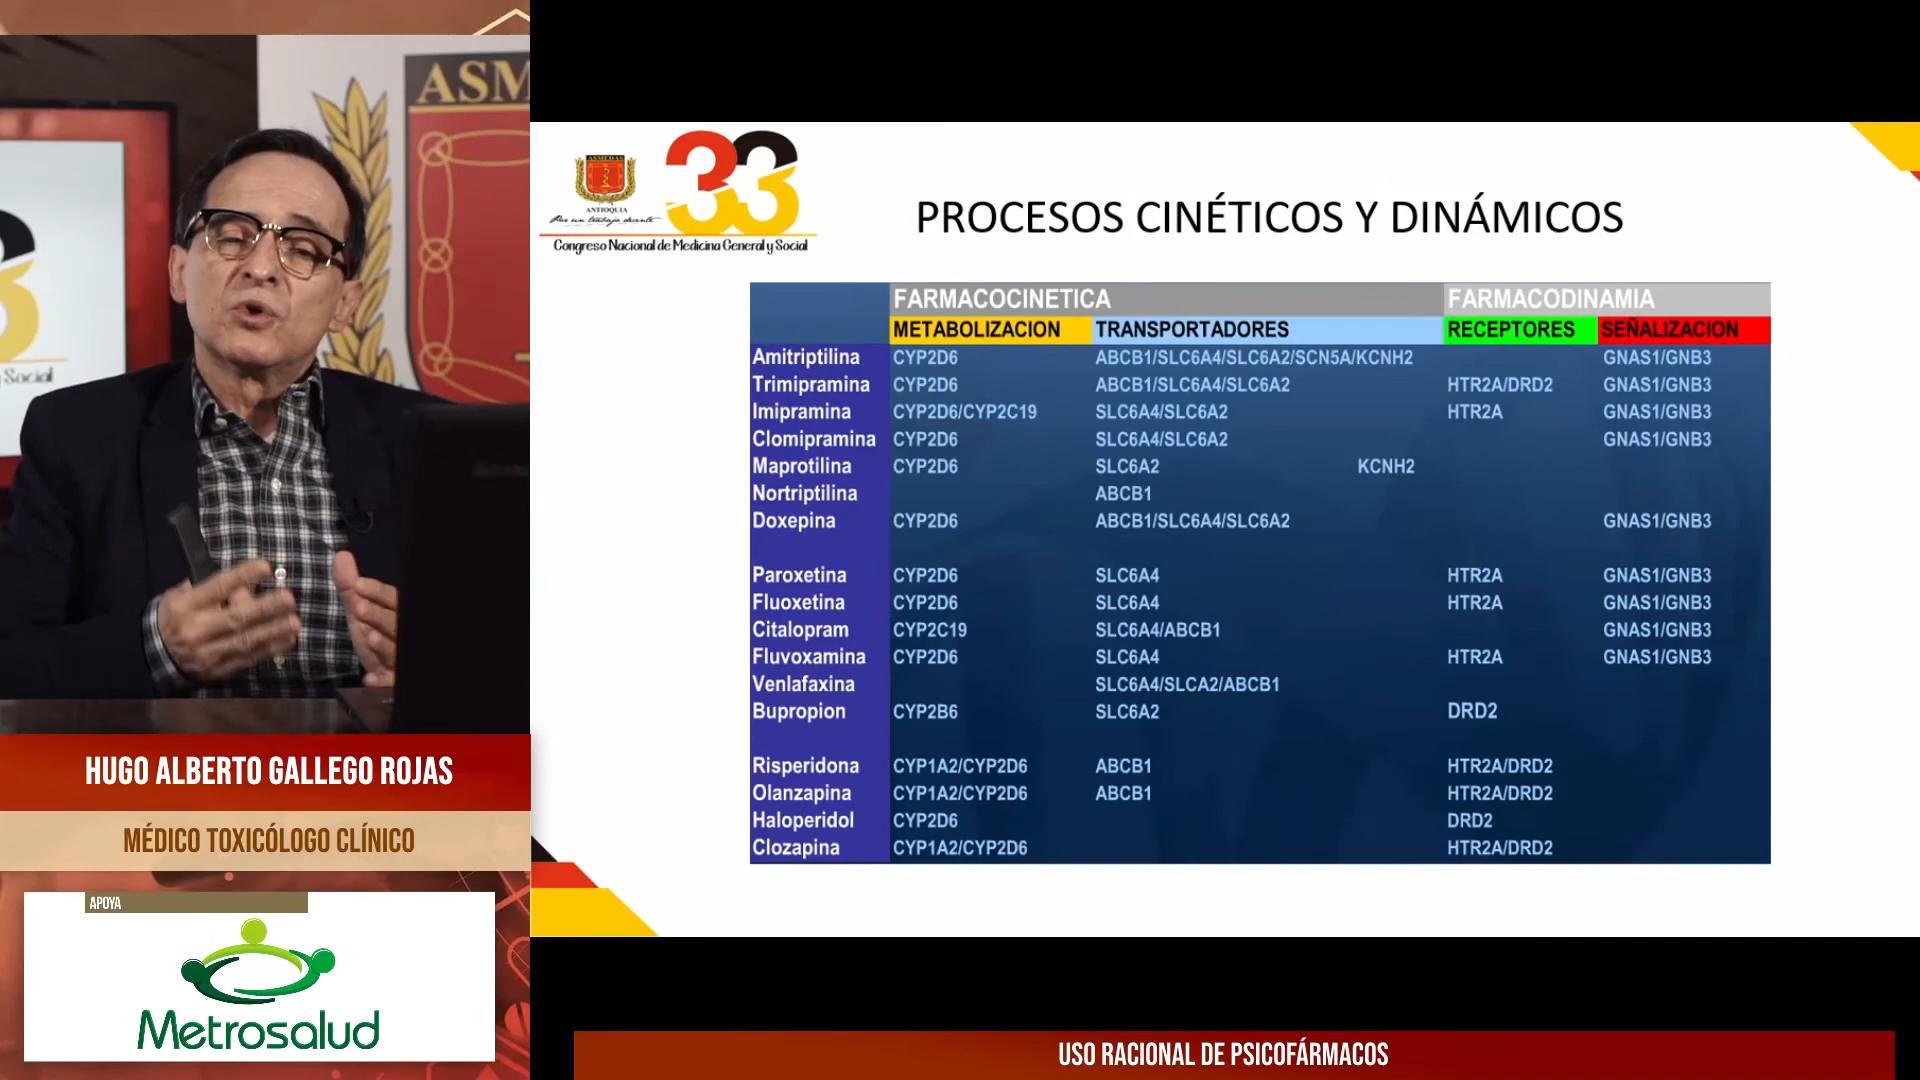 ASM
Social
HUGO ALBERTO GALLEGO ROJAS
MÉDICO TOXICÓLOGO CLÍNICO
APOYA
Metrosalud
ASMEDAS
ANTIOQUIA
Por un trabajo decente
33
Congreso Nacional de Medicina General y Social
PROCESOS CINÉTICOS Y DINÁMICOS
FARMACOCINETICA FARMACODINAMIA
METABOLIZACION TRANSPORTADORES RECEPTORES SEÑALIZACION
Amitriptilina CYP2D6 ABCB1/SLC6A4/SLC6A2/SCN5A/KCNH2 GNAS1/GNB3
Trimipramina CYP2D6 ABCB1/SLC6A4/SLC6A2 HTR2A/DRD2 GNAS1/GNB3
Imipramina CYP2D6/CYP2C19 SLC6A4/SLC6A2 HTR2A GNAS1/GNB3
Clomipramina CYP2D6 SLC6A4/SLC6A2 GNAS1/GNB3
Maprotilina CYP2D6 SLC6A2 KCNH2
Nortriptilina ABCB1
Doxepina CYP2D6 ABCB1/SLC6A4/SLC6A2 GNAS1/GNB3
Paroxetina CYP2D6 SLC6A4 HTR2A GNAS1/GNB3
Fluoxetina CYP2D6 SLC6A4 HTR2A GNAS1/GNB3
Citalopram CYP2C19 SLC6A4/ABCB1 GNAS1/GNB3
Fluvoxamina CYP2D6 SLC6A4 HTR2A GNAS1/GNB3
Venlafaxina SLC6A4/SLCA2/ABCB1
Bupropion CYP2B6 SLC6A2 DRD2
Risperidona CYP1A2/CYP2D6 ABCB1 HTR2A/DRD2
Olanzapina CYP1A2/CYP2D6 ABCB1 HTR2A/DRD2
Haloperidol CYP2D6 DRD2
Clozapina CYP1A2/CYP2D6 HTR2A/DRD2
USO RACIONAL DE PSICOFÁRMACOS